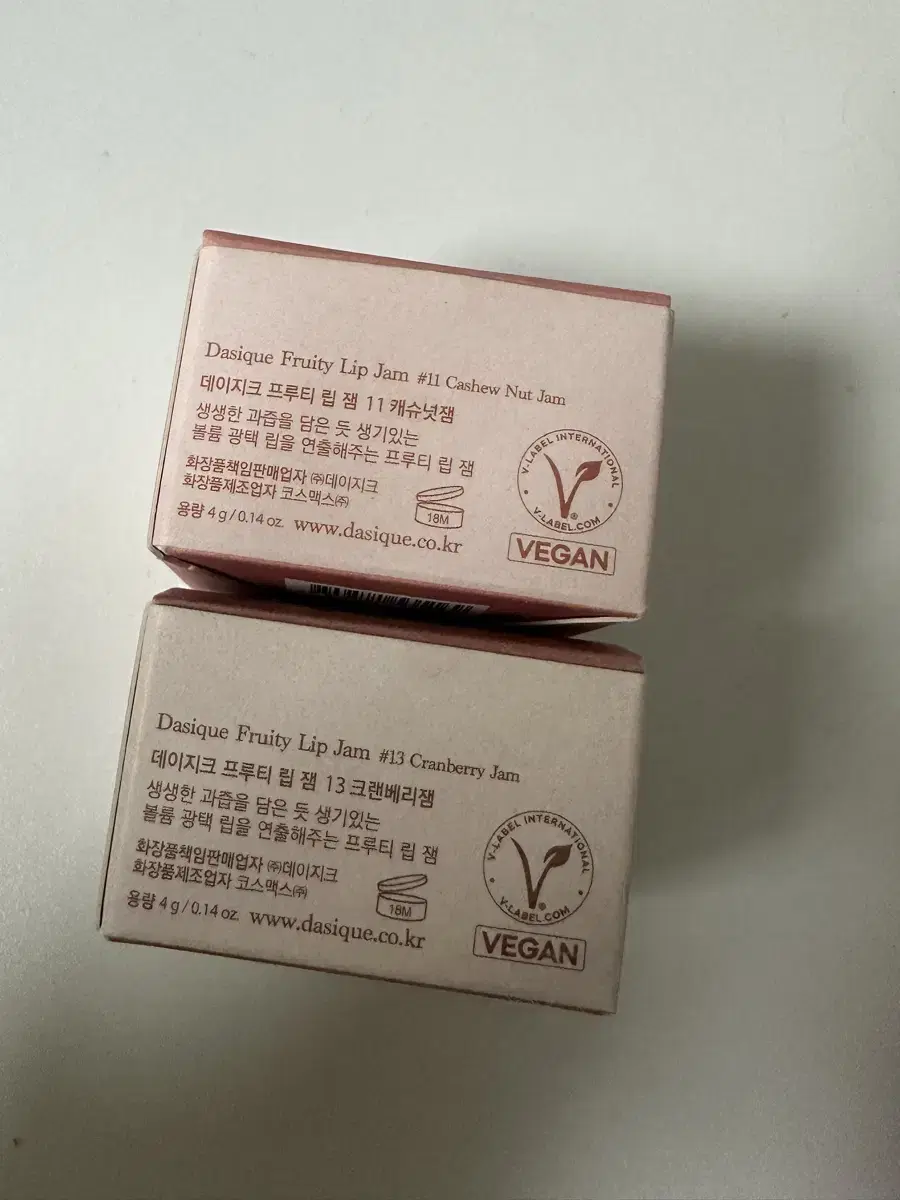 Dasique Fruity Lip Jam #11 Cashew Nut Jam
데이지크 프루티 립 잼 11 캐슈넛잼
생생한 과즙을 담은 듯 생기있는
볼륨 광택 립을 연출해주는 프루티 립 잼
화장품책임판매업자 ㈜데이지크
화장품제조업자 코스맥스㈜
용량 4 g / 0.14 oz. www.dasique.co.kr
18M
V-LABEL INTERNATIONAL
V-LABEL.COM
®
VEGAN
Dasique Fruity Lip Jam #13 Cranberry Jam
데이지크 프루티 립 잼 13 크랜베리잼
생생한 과즙을 담은 듯 생기있는
볼륨 광택 립을 연출해주는 프루티 립 잼
화장품책임판매업자 ㈜데이지크
화장품제조업자 코스맥스㈜
용량 4 g / 0.14 oz. www.dasique.co.kr
18M
V-LABEL INTERNATIONAL
V-LABEL.COM
®
VEGAN